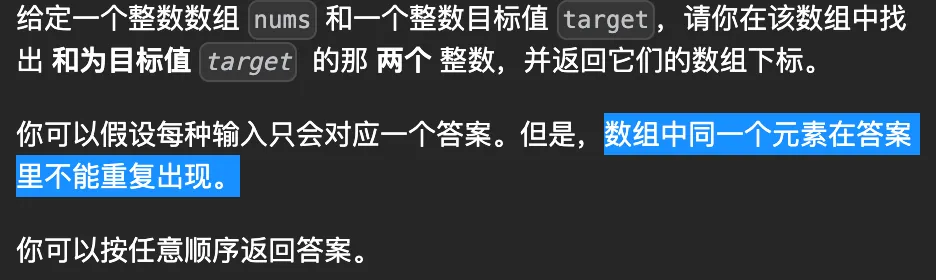 给定一个整数数组 nums 和一个整数目标值 target，请你在该数组中找
出 和为目标值 target 的那 两个 整数，并返回它们的数组下标。
你可以假设每种输入只会对应一个答案。但是，数组中同一个元素在答案
里不能重复出现。
你可以按任意顺序返回答案。